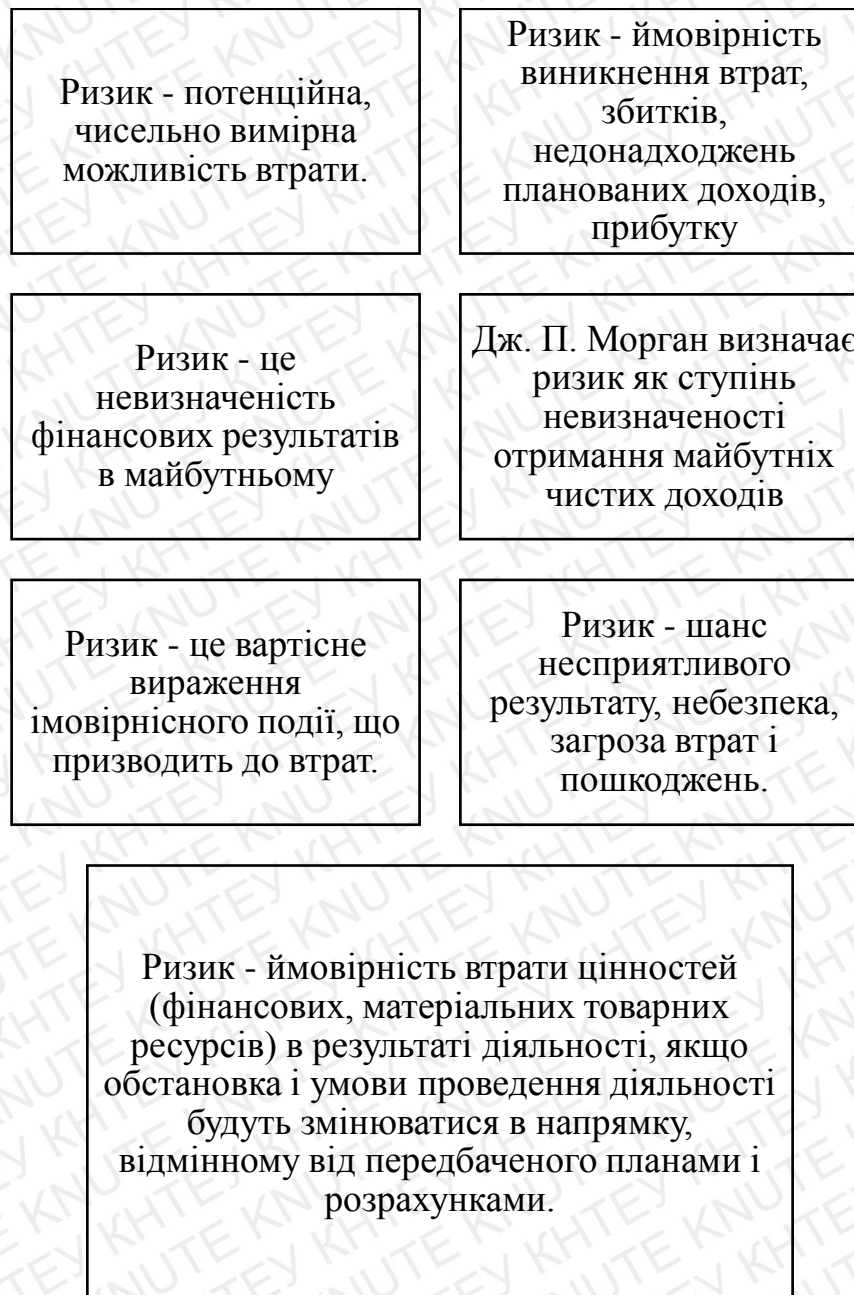 Ризик - потенційна,
чисельно вимірна
можливість втрати.
Ризик - ймовірність
виникнення втрат,
збитків,
недонадходжень
планованих доходів,
прибутку
Ризик - це
невизначеність
фінансових результатів
в майбутньому
Дж. П. Морган визначає
ризик як ступінь
невизначеності
отримання майбутніх
чистих доходів
Ризик - це вартісне
вираження
імовірнісного події, що
призводить до втрат.
Ризик - шанс
несприятливого
результату, небезпека,
загроза втрат і
пошкоджень.
Ризик - ймовірність втрати цінностей
(фінансових, матеріальних товарних
ресурсів) в результаті діяльності, якщо
обстановка і умови проведення діяльності
будуть змінюватися в напрямку,
відмінному від передбаченого планами і
розрахунками.